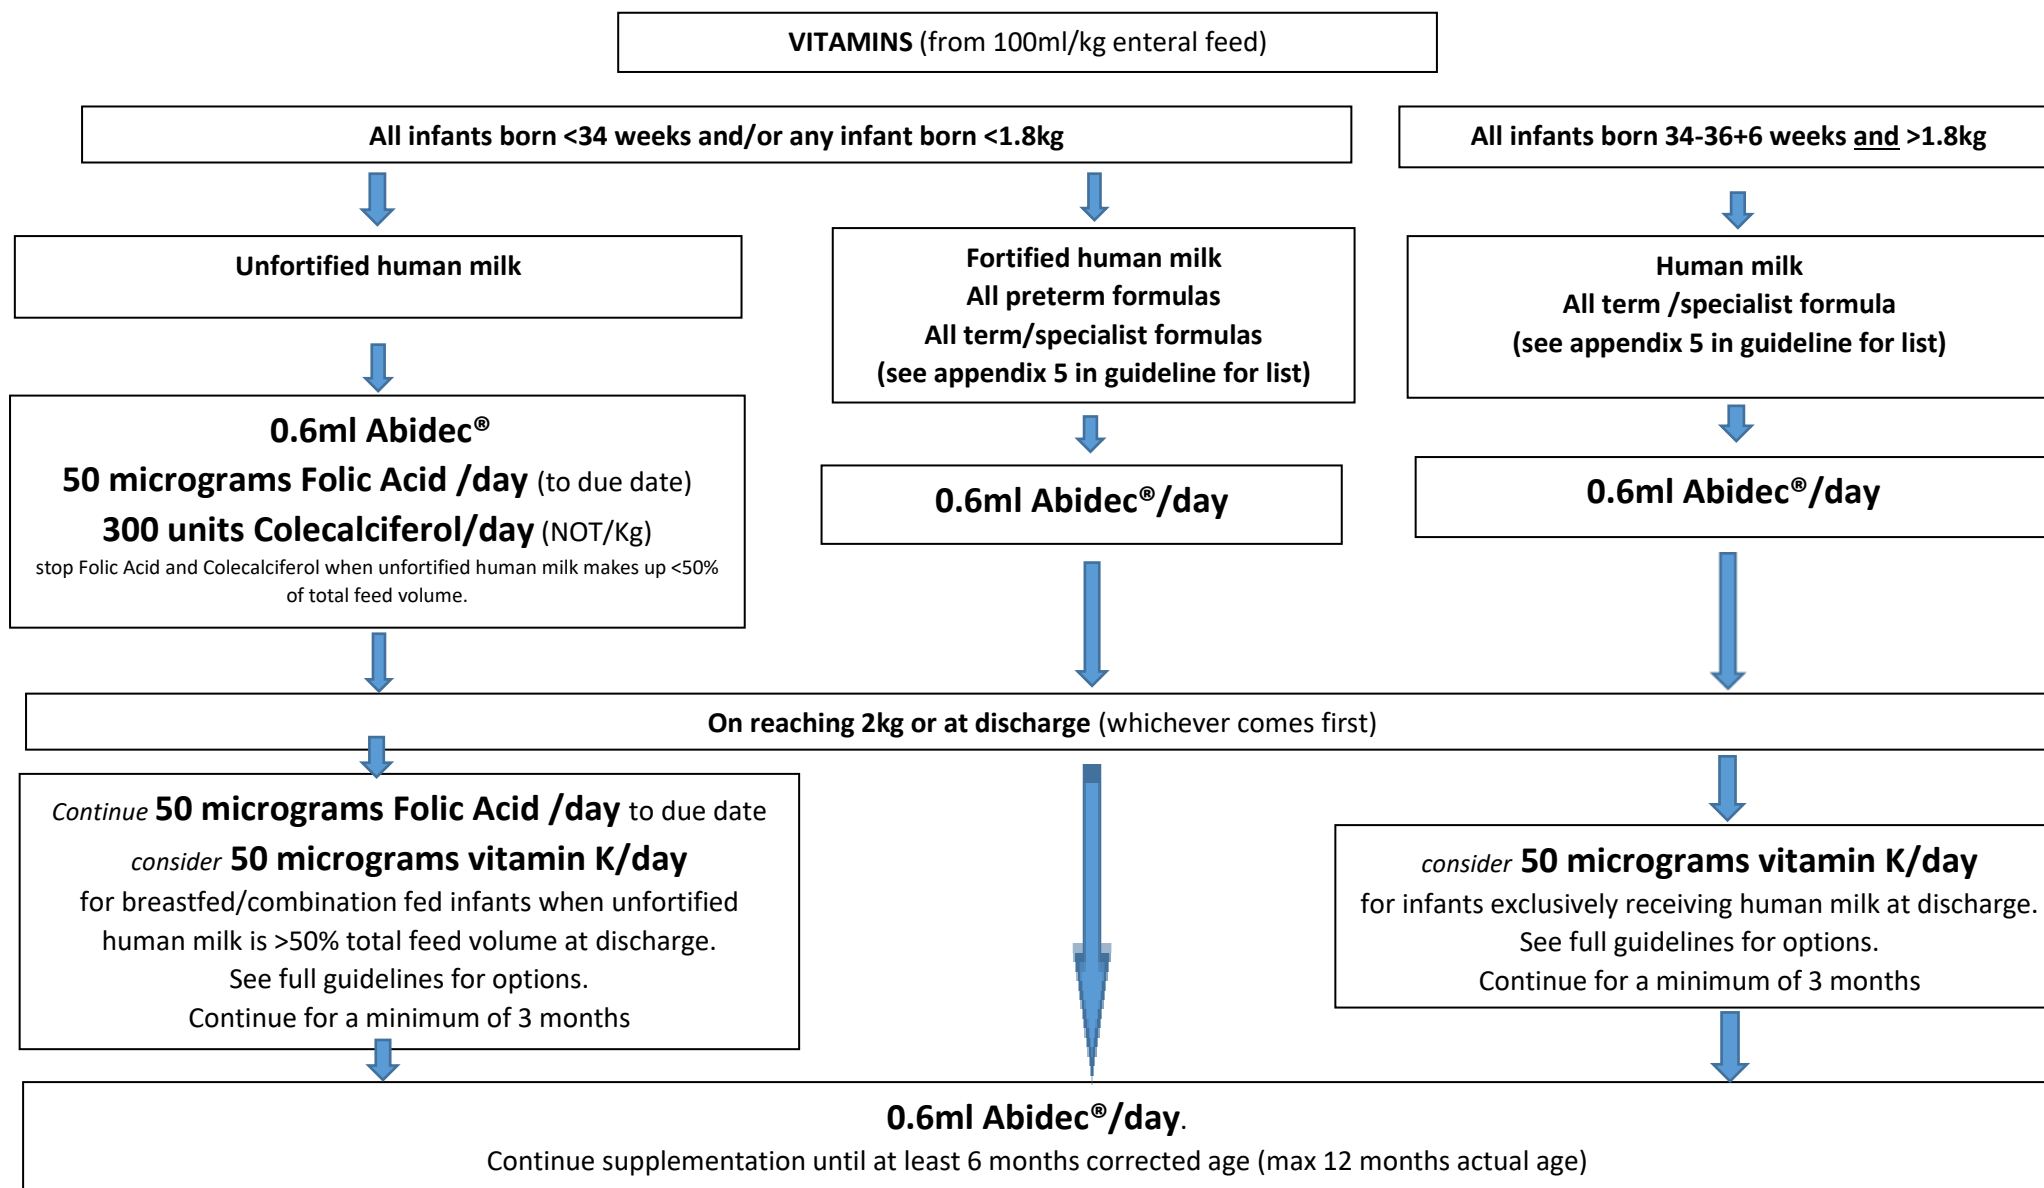 VITAMINS (from 100ml/kg enteral feed)
All infants born <34 weeks and/or any infant born <1.8kg
All infants born 34-36+6 weeks and >1.8kg
Unfortified human milk
Fortified human milk
All preterm formulas
All term/specialist formulas
(see appendix 5 in guideline for list)
Human milk
All term /specialist formula
(see appendix 5 in guideline for list)
0.6ml Abidec®
50 micrograms Folic Acid /day (to due date)
300 units Colecalciferol/day (NOT/Kg)
stop Folic Acid and Colecalciferol when unfortified human milk makes up <50%
of total feed volume.
0.6ml Abidec®/day
0.6ml Abidec®/day
On reaching 2kg or at discharge (whichever comes first)
Continue 50 micrograms Folic Acid /day to due date
consider 50 micrograms vitamin K/day
for breastfed/combination fed infants when unfortified
human milk is >50% total feed volume at discharge.
See full guidelines for options.
Continue for a minimum of 3 months
consider 50 micrograms vitamin K/day
for infants exclusively receiving human milk at discharge.
See full guidelines for options.
Continue for a minimum of 3 months
0.6ml Abidec®/day.
Continue supplementation until at least 6 months corrected age (max 12 months actual age)